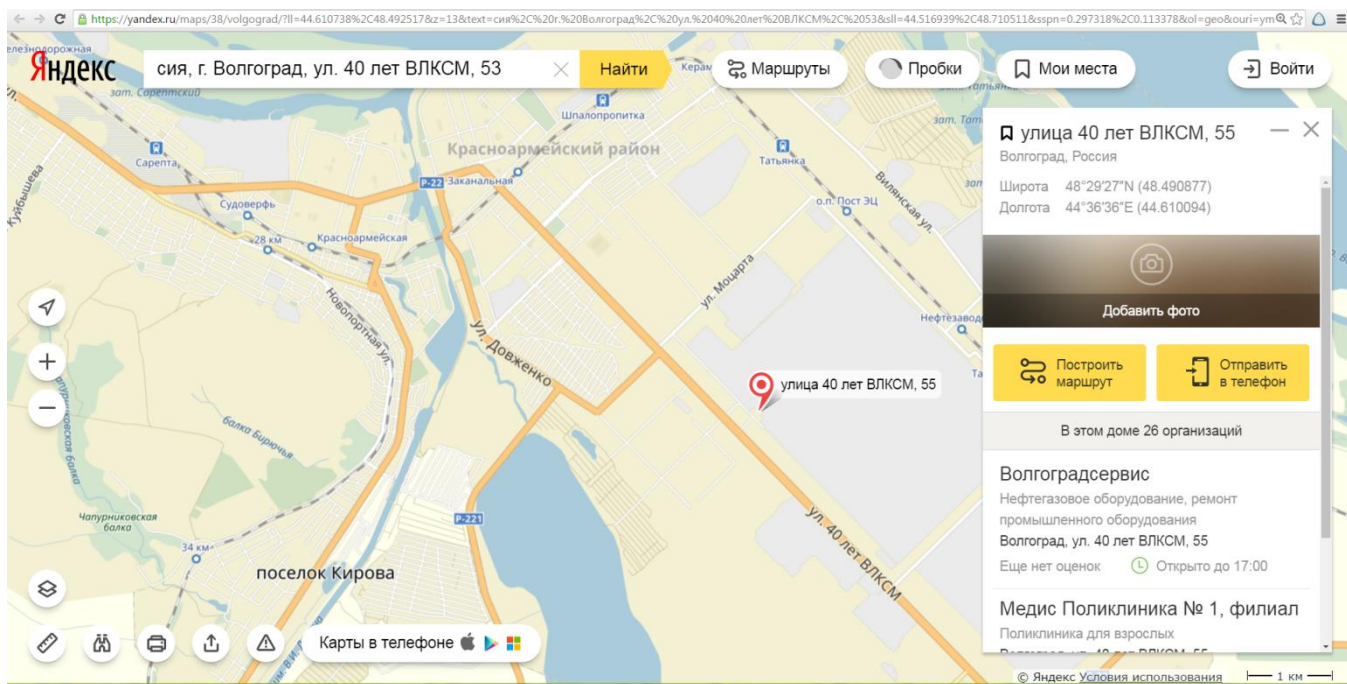 https://yandex.ru/maps/38/volgograd/?ll=44.610738%2C48.492517&z=13&text=сия%2C%20г.%20Волгоград%2C%20ул.%2040%20лет%20ВЛКСМ%2C%2053&sll=44.516939%2C48.710511&sspn=0.297318%2C0.113378&ol=geo&ouri=ym
Яндекс
сия, г. Волгоград, ул. 40 лет ВЛКСМ, 53
Найти
Маршруты
Пробки
Мои места
Войти
зат. Сарептский
Шпалопропитка
Красноармейский район
Сарепта
Татьянка
Р-22
Заканальная
Куйбышева
Судоверфь
28 км
Красноармейская
Вилянская ул.
о.п. Пост ЭЦ
ул. Моцарта
Новопортная ул.
Ул. Довженко
улица 40 лет ВЛКСМ, 55
балка Бирючья
Чапурниковская балка
Чапурниковская
балка
Р-221
34 км
поселок Кирова
ул. 40 лет ВЛКСМ
Карты в телефоне
улица 40 лет ВЛКСМ, 55
Волгоград, Россия
Широта 48°29'27"N (48.490877)
Долгота 44°36'36"E (44.610094)
Добавить фото
Построить
маршрут
Отправить
в телефон
В этом доме 26 организаций
Волгоградсервис
Нефтегазовое оборудование, ремонт
промышленного оборудования
Волгоград, ул. 40 лет ВЛКСМ, 55
Еще нет оценок
Открыто до 17:00
Медис Поликлиника № 1, филиал
Поликлиника для взрослых
© Яндекс Условия использования
1 км